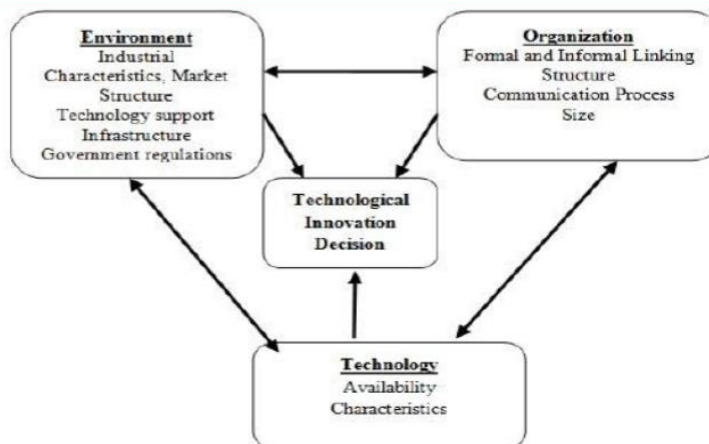 Environment
Industrial
Characteristics, Market
Structure
Technology support
Infrastructure
Government regulations
Organization
Formal and Informal Linking
Structure
Communication Process
Size
Technological
Innovation
Decision
Technology
Availability
Characteristics